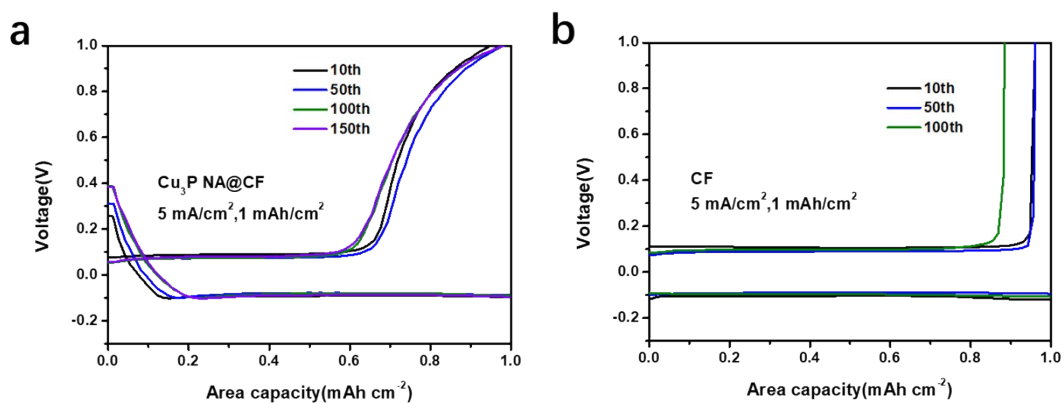 a
1.0
0.8
0.6
0.4
0.2
0.0
-0.2
Voltage(V)
10th
50th
100th
150th
Cu₃P NA@CF
5 mA/cm²,1 mAh/cm²
0.0 0.2 0.4 0.6 0.8 1.0
Area capacity(mAh cm⁻²)
b
1.0
0.8
0.6
0.4
0.2
0.0
-0.2
Voltage(V)
10th
50th
100th
CF
5 mA/cm²,1 mAh/cm²
0.0 0.2 0.4 0.6 0.8 1.0
Area capacity(mAh cm⁻²)